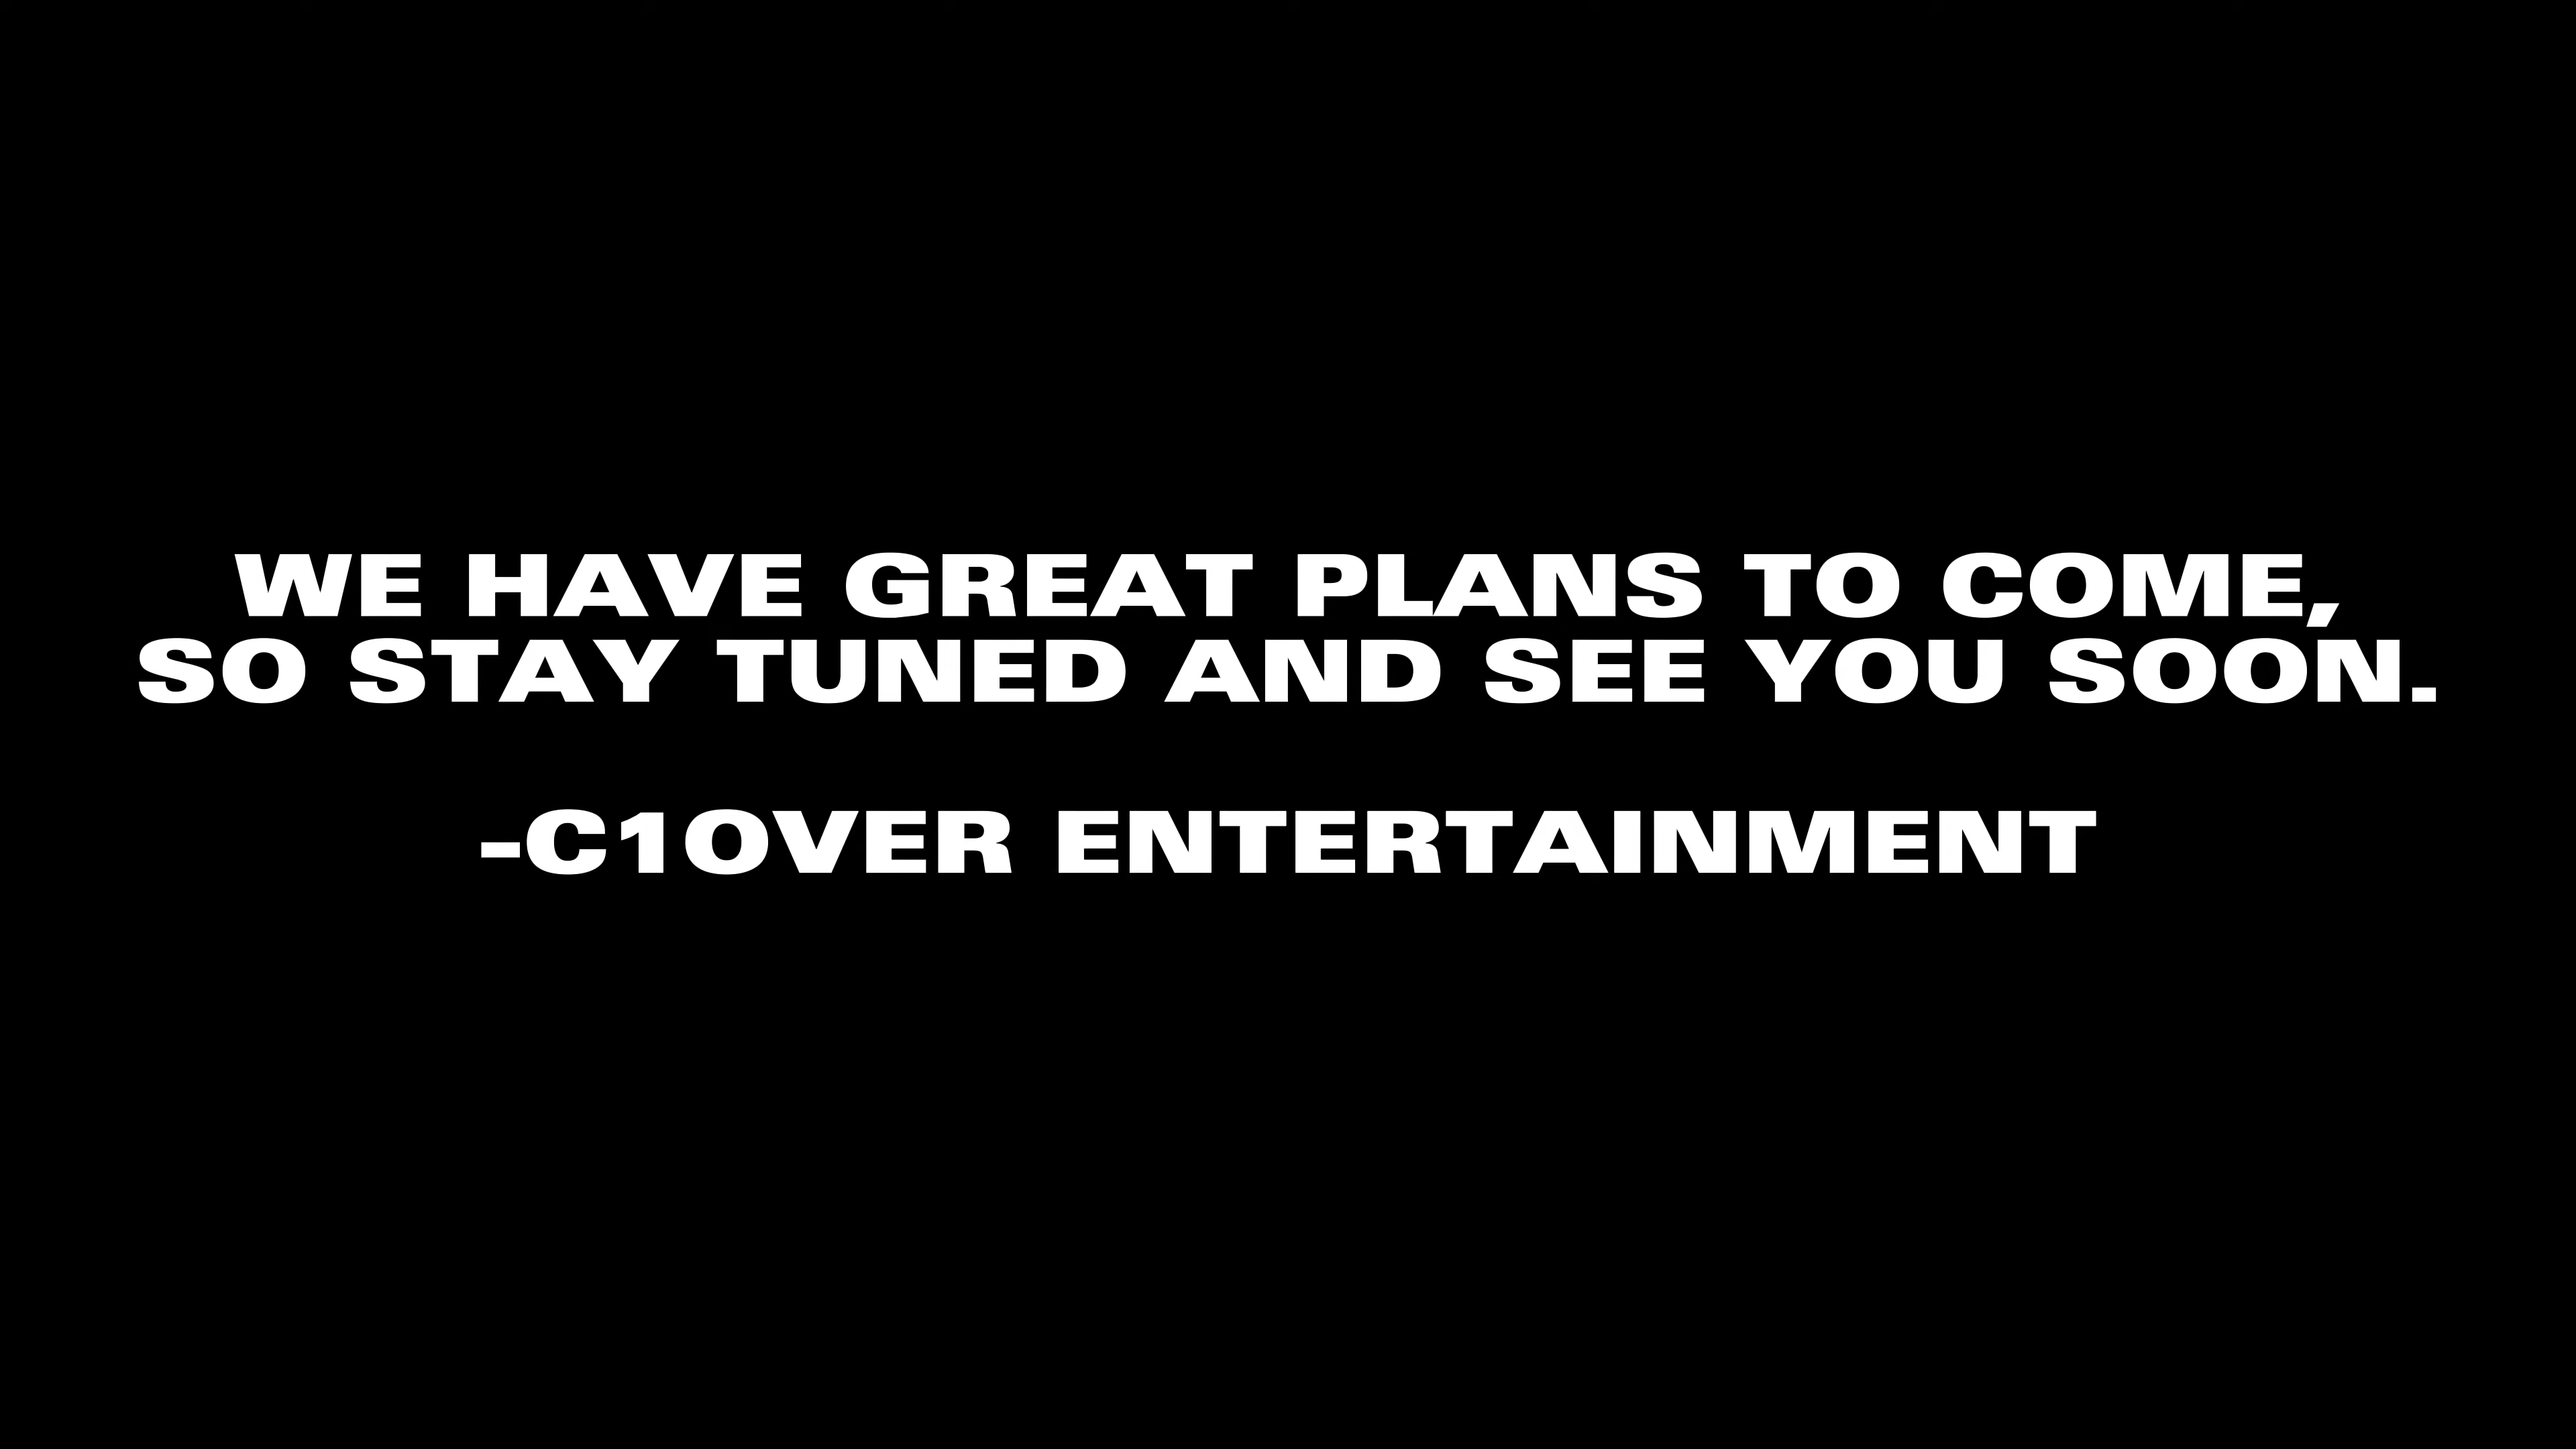 WE HAVE GREAT PLANS TO COME,
SO STAY TUNED AND SEE YOU SOON.
-C1OVER ENTERTAINMENT